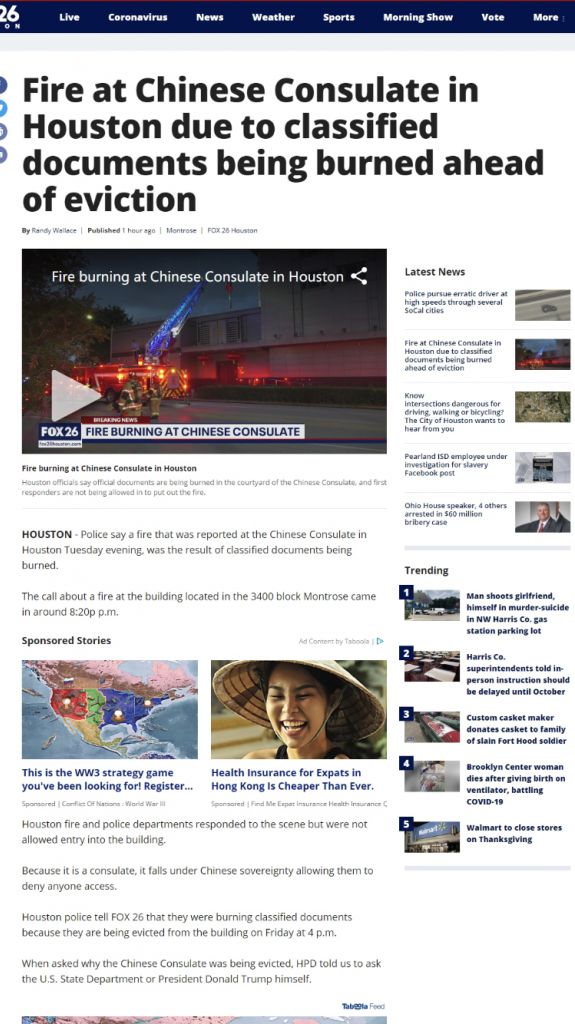 26
ON
Live
Coronavirus
News
Weather
Sports
Morning Show
Vote
More
Fire at Chinese Consulate in
Houston due to classified
documents being burned ahead
of eviction
By Randy Wallace | Published 1 hour ago | Montrose | FOX 26 Houston
Fire burning at Chinese Consulate in Houston
BREAKING NEWS
FOX 26
FIRE BURNING AT CHINESE CONSULATE
fox26houston.com
Fire burning at Chinese Consulate in Houston
Houston officials say official documents are being burned in the courtyard of the Chinese Consulate, and first
responders are not being allowed in to put out the fire.
HOUSTON - Police say a fire that was reported at the Chinese Consulate in
Houston Tuesday evening, was the result of classified documents being
burned.
The call about a fire at the building located in the 3400 block Montrose came
in around 8:20p p.m.
Sponsored Stories
Ad Content by Taboola |
This is the WW3 strategy game
you've been looking for! Register...
Sponsored | Conflict Of Nations : World War III
Health Insurance for Expats in
Hong Kong Is Cheaper Than Ever.
Sponsored | Find Me Expat Insurance Health Insurance Q
Houston fire and police departments responded to the scene but were not
allowed entry into the building.
Because it is a consulate, it falls under Chinese sovereignty allowing them to
deny anyone access.
Houston police tell FOX 26 that they were burning classified documents
because they are being evicted from the building on Friday at 4 p.m.
When asked why the Chinese Consulate was being evicted, HPD told us to ask
the U.S. State Department or President Donald Trump himself.
Taboola Feed
Latest News
Police pursue erratic driver at
high speeds through several
SoCal cities
Fire at Chinese Consulate in
Houston due to classified
documents being burned
ahead of eviction
Know
intersections dangerous for
driving, walking or bicycling?
The City of Houston wants to
hear from you
Pearland ISD employee under
investigation for slavery
Facebook post
Ohio House speaker, 4 others
arrested in $60 million
bribery case
Trending
1
Man shoots girlfriend,
himself in murder-suicide
in NW Harris Co. gas
station parking lot
2
Harris Co.
superintendents told in-
person instruction should
be delayed until October
3
Custom casket maker
donates casket to family
of slain Fort Hood soldier
4
Brooklyn Center woman
dies after giving birth on
ventilator, battling
COVID-19
5
Walmart
Walmart to close stores
on Thanksgiving